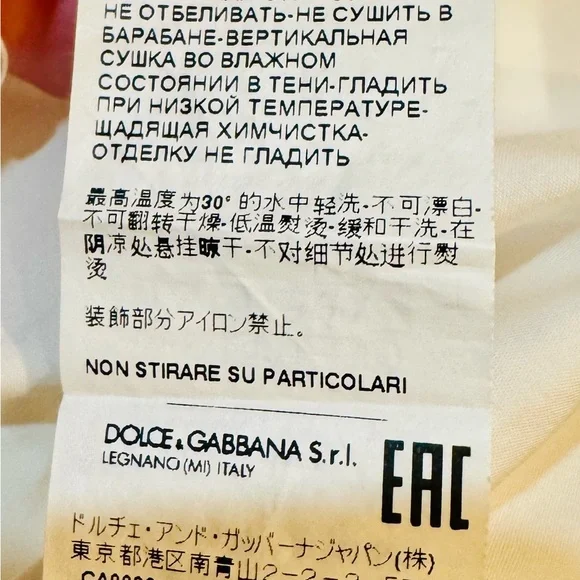 НЕ ОТБЕЛИВАТЬ-НЕ СУШИТЬ В
БАРАБАНЕ-ВЕРТИКАЛЬНАЯ
СУШКА ВО ВЛАЖНОМ
СОСТОЯНИИ В ТЕНИ-ГЛАДИТЬ
ПРИ НИЗКОЙ ТЕМПЕРАТУРЕ-
ЩАДЯЩАЯ ХИМЧИСТКА-
ОТДЕЛКУ НЕ ГЛАДИТЬ
最高温度为30°的水中轻洗-不可漂白-
不可翻转干燥-低温熨烫-缓和干洗-在
阴凉处悬挂晾干-不对细节处进行熨
烫
装飾部分アイロン禁止。
NON STIRARE SU PARTICOLARI
DOLCE & GABBANA S.r.l.
LEGNANO (MI) ITALY
EAC
ドルチェ・アンド・ガッバーナジャパン(株)
東京都港区南青山2-2-3